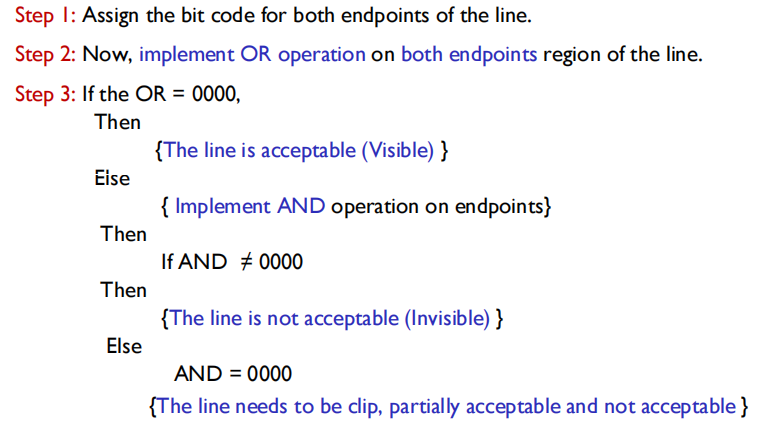 Step 1: Assign the bit code for both endpoints of the line.
Step 2: Now, implement OR operation on both endpoints region of the line.
Step 3: If the OR = 0000,
Then
{The line is acceptable (Visible) }
Else
{ Implement AND operation on endpoints}
Then
If AND ≠ 0000
Then
{The line is not acceptable (Invisible) }
Else
AND = 0000
{The line needs to be clip, partially acceptable and not acceptable }